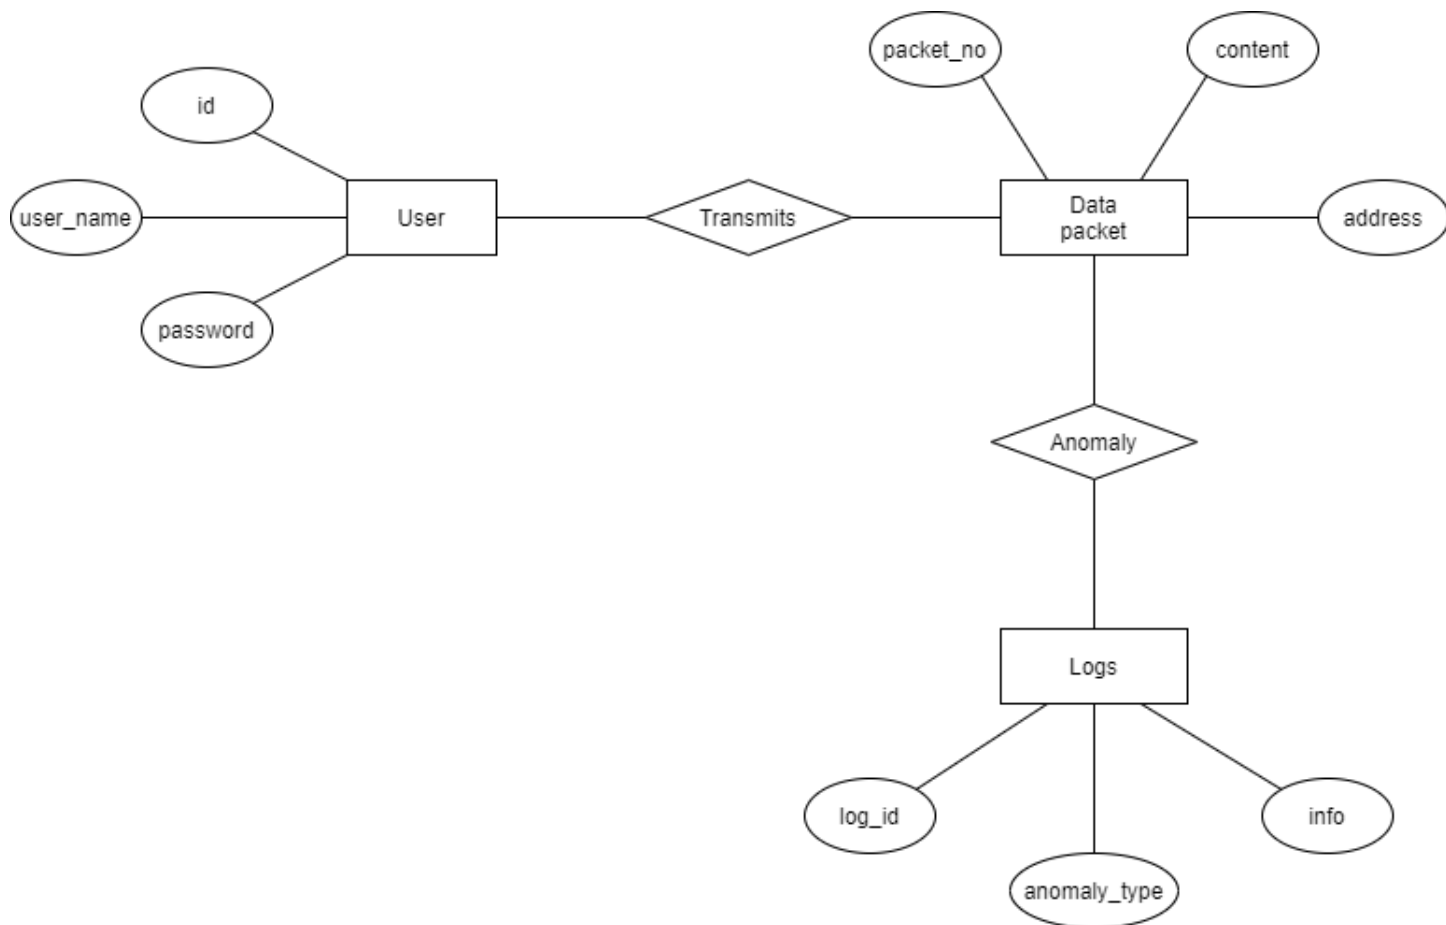 packet_no
content
id
user_name
User
Transmits
Data
packet
address
password
Anomaly
Logs
log_id
info
anomaly_type